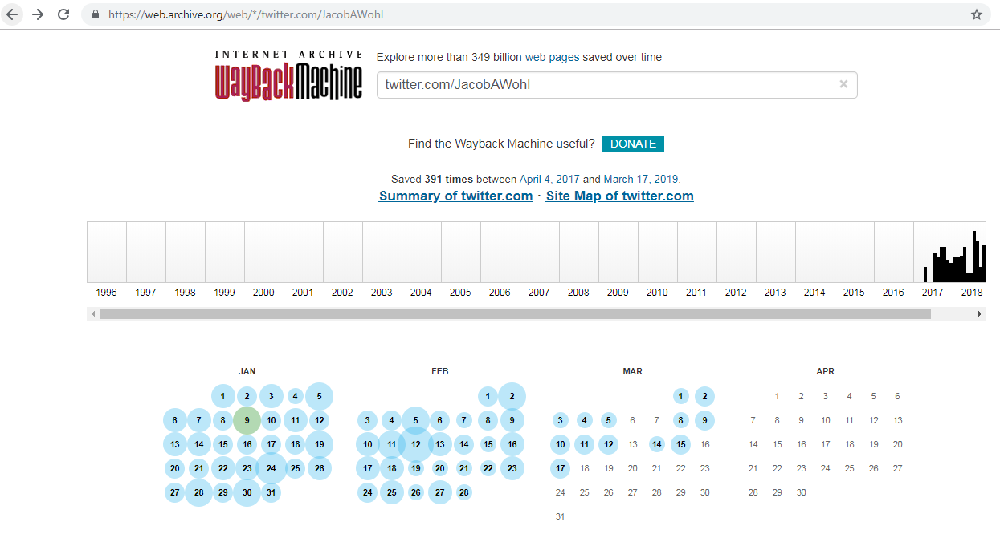 https://web.archive.org/web/*/twitter.com/JacobAWohl
INTERNET ARCHIVE
WayBackMachine
Explore more than 349 billion web pages saved over time
twitter.com/JacobAWohl ×
Find the Wayback Machine useful? DONATE
Saved 391 times between April 4, 2017 and March 17, 2019.
Summary of twitter.com · Site Map of twitter.com
1996 1997 1998 1999 2000 2001 2002 2003 2004 2005 2006 2007 2008 2009 2010 2011 2012 2013 2014 2015 2016 2017 2018
JAN
1 2 3 4 5
6 7 8 9 10 11 12
13 14 15 16 17 18 19
20 21 22 23 24 25 26
27 28 29 30 31
FEB
1 2
3 4 5 6 7 8 9
10 11 12 13 14 15 16
17 18 19 20 21 22 23
24 25 26 27 28
MAR
1 2
3 4 5 6 7 8 9
10 11 12 13 14 15 16
17 18 19 20 21 22 23
24 25 26 27 28 29 30
31
APR
1 2 3 4 5 6
7 8 9 10 11 12 13
14 15 16 17 18 19 20
21 22 23 24 25 26 27
28 29 30